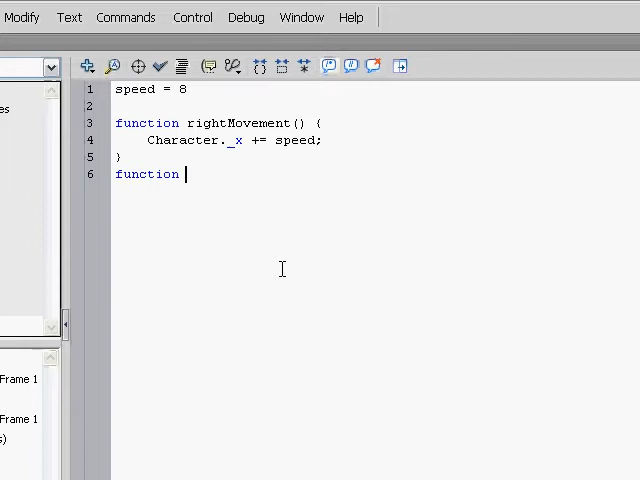 Modify Text Commands Control Debug Window Help
1 speed = 8
2
3 function rightMovement() {
4 Character._x += speed;
5 }
6 function
es
Frame 1
Frame 1
s)